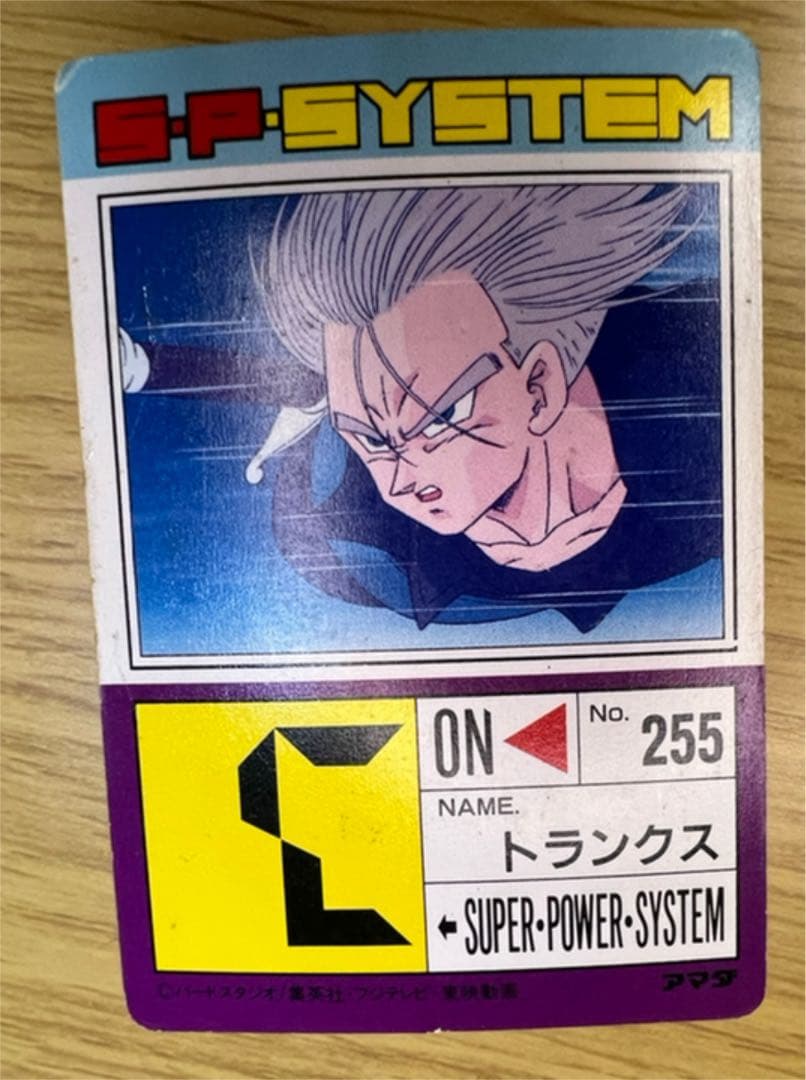 S・P・SYSTEM
ON
No. 255
NAME.
トランクス
SUPER・POWER・SYSTEM
©バードスタジオ/集英社・フジテレビ・東映動画
アマダ